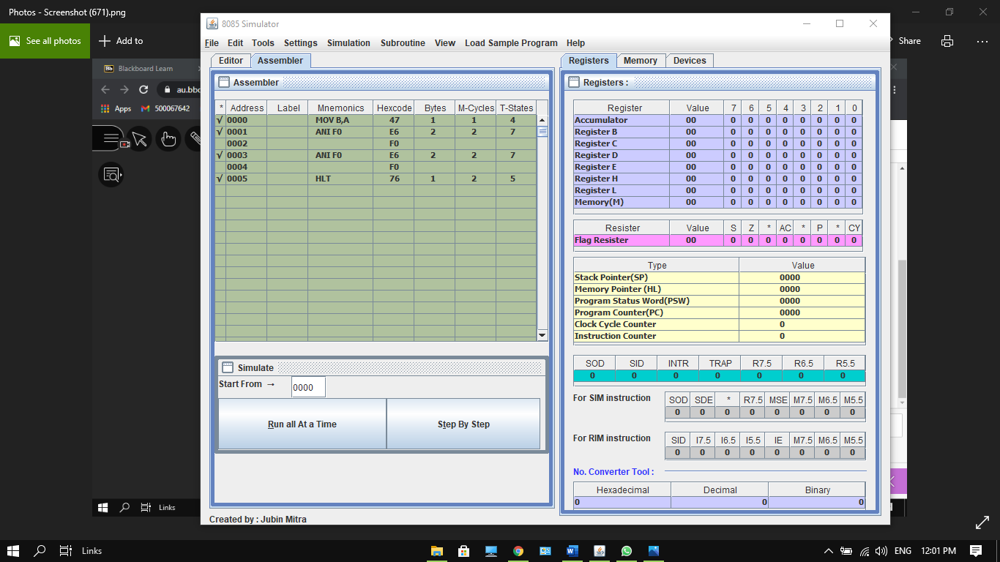 Photos - Screenshot (671).png
See all photos
Add to
Share
Blackboard Learn
au.bbc
Apps
500067642
8085 Simulator
File Edit Tools Settings Simulation Subroutine View Load Sample Program Help
Editor Assembler
Assembler
* Address Label Mnemonics Hexcode Bytes M-Cycles T-States
√ 0000 MOV B,A 47 1 1 4
√ 0001 ANI F0 E6 2 2 7
0002 F0
√ 0003 ANI F0 E6 2 2 7
0004 F0
√ 0005 HLT 76 1 2 5
Simulate
Start From → 0000
Run all At a Time Step By Step
Created by : Jubin Mitra
Registers Memory Devices
Registers :
Register Value 7 6 5 4 3 2 1 0
Accumulator 00 0 0 0 0 0 0 0 0
Register B 00 0 0 0 0 0 0 0 0
Register C 00 0 0 0 0 0 0 0 0
Register D 00 0 0 0 0 0 0 0 0
Register E 00 0 0 0 0 0 0 0 0
Register H 00 0 0 0 0 0 0 0 0
Register L 00 0 0 0 0 0 0 0 0
Memory(M) 00 0 0 0 0 0 0 0 0
Resister Value S Z * AC * P * CY
Flag Resister 00 0 0 0 0 0 0 0 0
Type Value
Stack Pointer(SP) 0000
Memory Pointer (HL) 0000
Program Status Word(PSW) 0000
Program Counter(PC) 0000
Clock Cycle Counter 0
Instruction Counter 0
SOD SID INTR TRAP R7.5 R6.5 R5.5
0 0 0 0 0 0 0
For SIM instruction
SOD SDE * R7.5 MSE M7.5 M6.5 M5.5
0 0 0 0 0 0 0 0
For RIM instruction
SID I7.5 I6.5 I5.5 IE M7.5 M6.5 M5.5
0 0 0 0 0 0 0 0
No. Converter Tool :
Hexadecimal Decimal Binary
0 0 0
Links
Links
ENG 12:01 PM